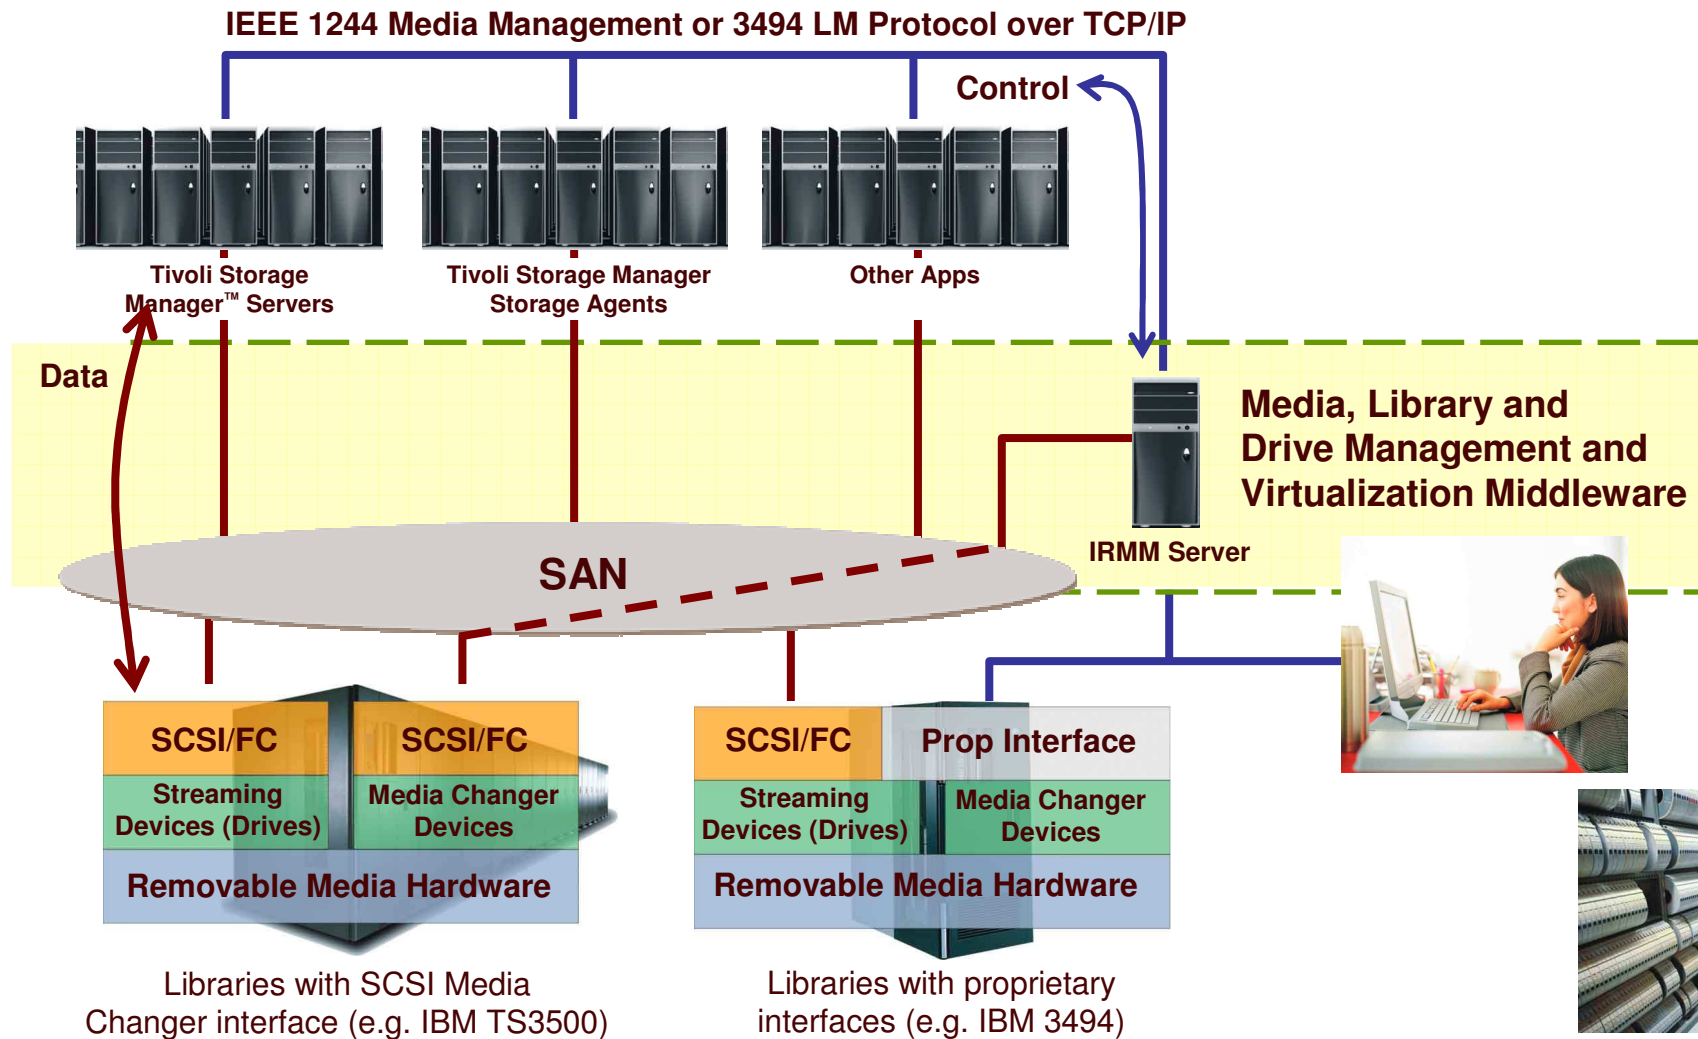 IEEE 1244 Media Management or 3494 LM Protocol over TCP/IP
Control
Tivoli Storage
Manager™ Servers
Tivoli Storage Manager
Storage Agents
Other Apps
Data
Media, Library and
Drive Management and
Virtualization Middleware
IRMM Server
SAN
SCSI/FC
SCSI/FC
Streaming
Devices (Drives)
Media Changer
Devices
Removable Media Hardware
SCSI/FC
Prop Interface
Streaming
Devices (Drives)
Media Changer
Devices
Removable Media Hardware
Libraries with SCSI Media
Changer interface (e.g. IBM TS3500)
Libraries with proprietary
interfaces (e.g. IBM 3494)